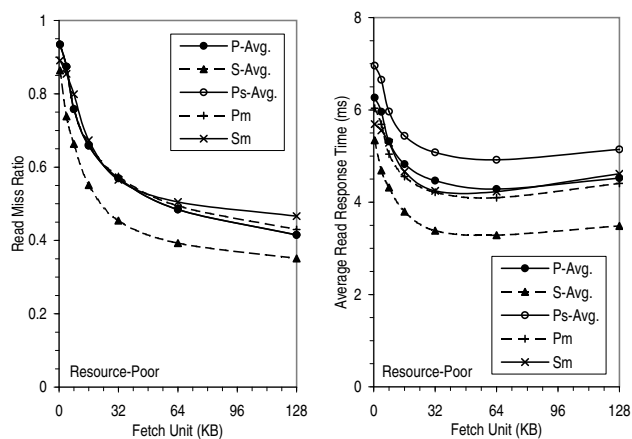 1
0.8
0.6
0.4
0.2
0
Read Miss Ratio
P-Avg.
S-Avg.
Ps-Avg.
Pm
Sm
Resource-Poor
0 32 64 96 128
Fetch Unit (KB)
8
6
4
2
0
Average Read Response Time (ms)
P-Avg.
S-Avg.
Ps-Avg.
Pm
Sm
Resource-Poor
0 32 64 96 128
Fetch Unit (KB)